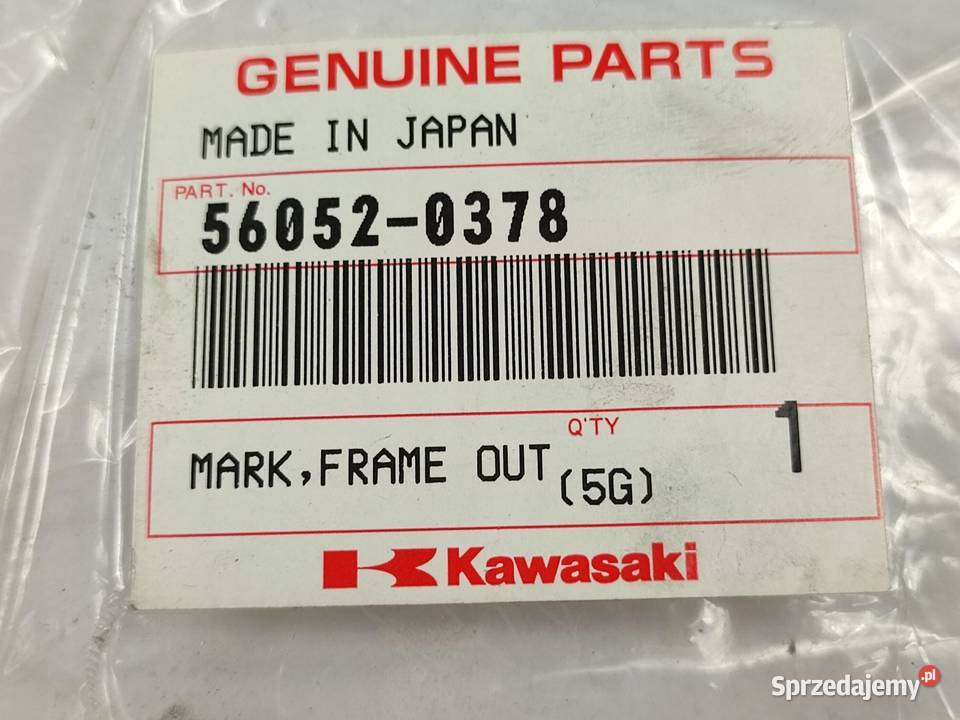 GENUINE PARTS
MADE IN JAPAN
PART. No.
56052-0378
MARK,FRAME OUT
(5G)
Q'TY
1
Kawasaki
Sprzedajemy.pl